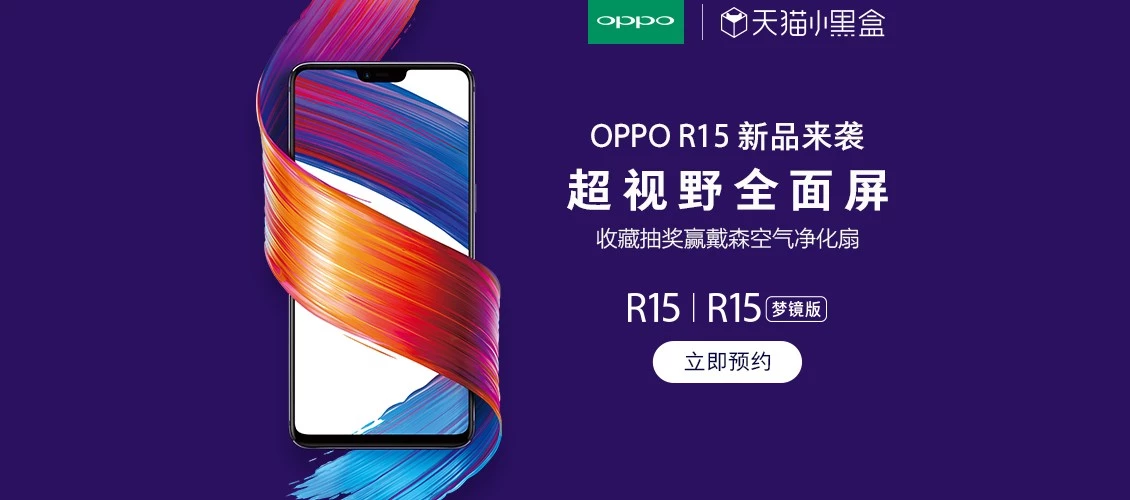 oppo 天猫小黑盒
OPPO R15 新品来袭
超视野全面屏
收藏抽奖赢戴森空气净化扇
R15 | R15 梦镜版
立即预约